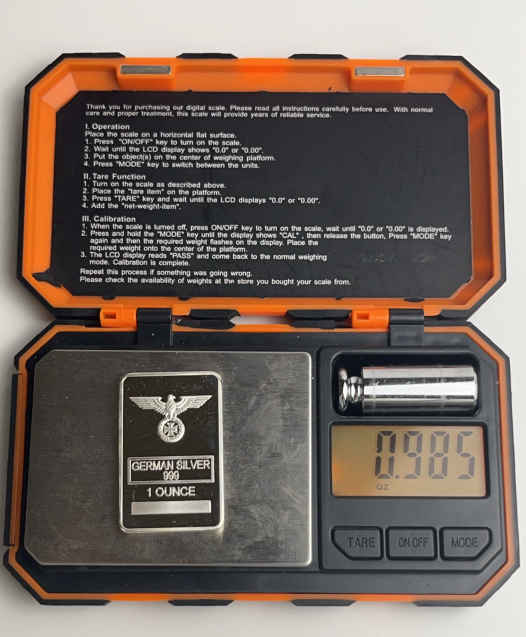 Thank you for purchasing our digital scale. Please read all instructions carefully before use. With normal
care and proper treatment, this scale will provide years of reliable service.
I. Operation
Place the scale on a horizontal flat surface.
1. Press "ON/OFF" key to turn on the scale.
2. Wait until the LCD display shows "0.0" or "0.00".
3. Put the object(s) on the center of weighing platform.
4. Press "MODE" key to switch between the units.
II. Tare Function
1. Turn on the scale as described above.
2. Place the "tare item" on the platform.
3. Press "TARE" key and wait until the LCD displays "0.0" or "0.00".
4. Add the "net-weight-item".
III. Calibration
1. When the scale is turned off, press ON/OFF key to turn on the scale, wait until "0.0" or "0.00" is displayed.
2. Press and hold the "MODE" key until the display shows "CAL" , then release the button, Press "MODE" key
again and then the required weight flashes on the display. Place the
required weight onto the center of the platform.
3. The LCD display reads "PASS" and come back to the normal weighing
mode. Calibration is complete.
Repeat this process if something was going wrong.
Please check the availability of weights at the store you bought your scale from.
GERMAN SILVER
999
1 OUNCE
0.985
oz
TARE
ON OFF
MODE